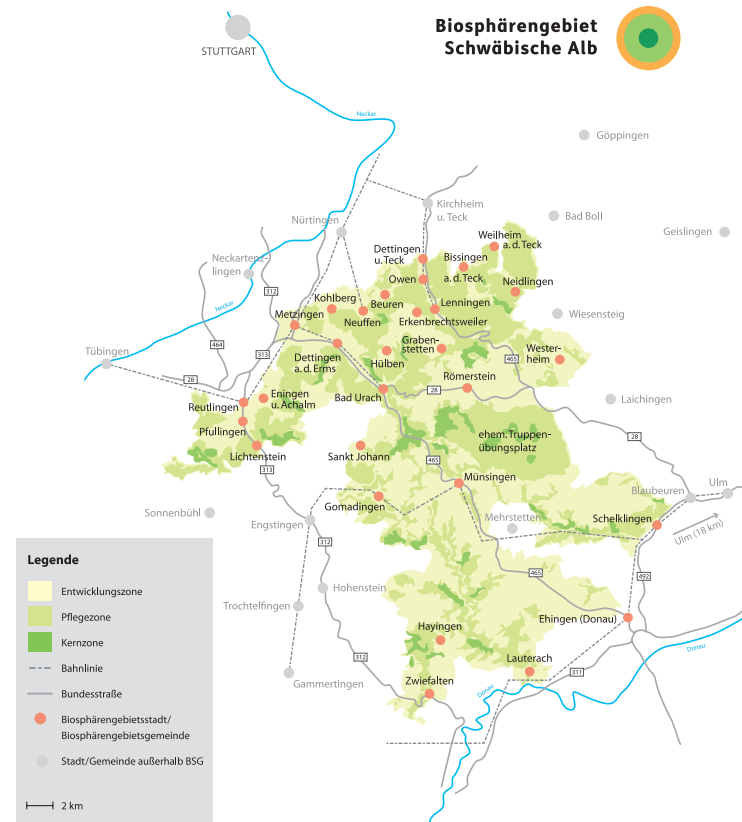 Biosphärengebiet
Schwäbische Alb
STUTTGART
Neckar
Göppingen
Kirchheim
u. Teck
Bad Boll
Nürtingen
Geislingen
Weilheim
a. d. Teck
Dettingen
u. Teck
Bissingen
a. d. Teck
Neckartenz-
lingen
Owen
Neidlingen
312
Kohlberg
Beuren
Lenningen
Neckar
Metzingen
Neuffen
Erkenbrechtsweiler
Wiesensteig
464
313
Tübingen
Dettingen
a. d. Erms
Graben-
stetten
Hülben
465
Wester-
heim
28
Römerstein
28
Eningen
u. Achalm
Bad Urach
Reutlingen
Laichingen
Pfullingen
ehem. Truppen-
übungsplatz
28
Lichtenstein
Sankt Johann
465
313
Münsingen
Ulm
Blaubeuren
Gomadingen
Sonnenbühl
Engstingen
Mehrstetten
Schelklingen
Ulm (18 km)
312
465
492
Hohenstein
Trochtelfingen
Ehingen (Donau)
Hayingen
312
Lauterach
311
Donau
Gammertingen
Zwiefalten
Donau
Legende
Entwicklungszone
Pflegezone
Kernzone
Bahnlinie
Bundesstraße
Biosphärengebietsstadt/
Biosphärengebietsgemeinde
Stadt/Gemeinde außerhalb BSG
2 km